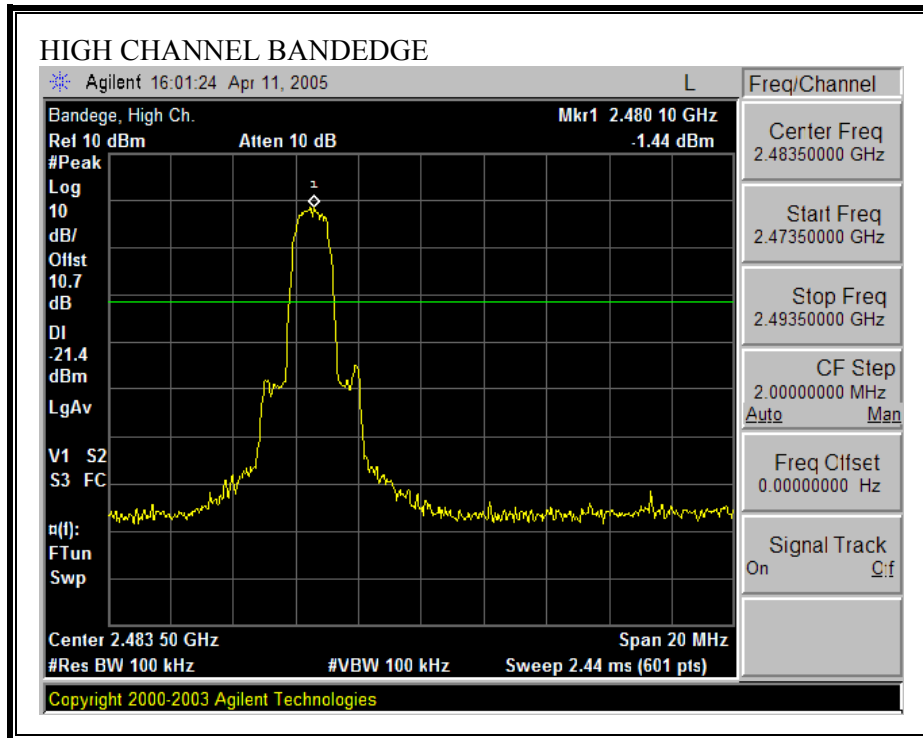 HIGH CHANNEL BANDEDGE
Agilent 16:01:24 Apr 11, 2005
L
Freq/Channel
Bandege, High Ch.
Mkr1 2.480 10 GHz
Ref 10 dBm
Atten 10 dB
-1.44 dBm
#Peak
Log
10
dB/
Offst
10.7
dB
DI
-21.4
dBm
LgAv
V1 S2
S3 FC
¤(f):
FTun
Swp
1
Center 2.483 50 GHz
Span 20 MHz
#Res BW 100 kHz
#VBW 100 kHz
Sweep 2.44 ms (601 pts)
Copyright 2000-2003 Agilent Technologies
Center Freq
2.48350000 GHz
Start Freq
2.47350000 GHz
Stop Freq
2.49350000 GHz
CF Step
2.00000000 MHz
Auto Man
Freq Offset
0.00000000 Hz
Signal Track
On Off